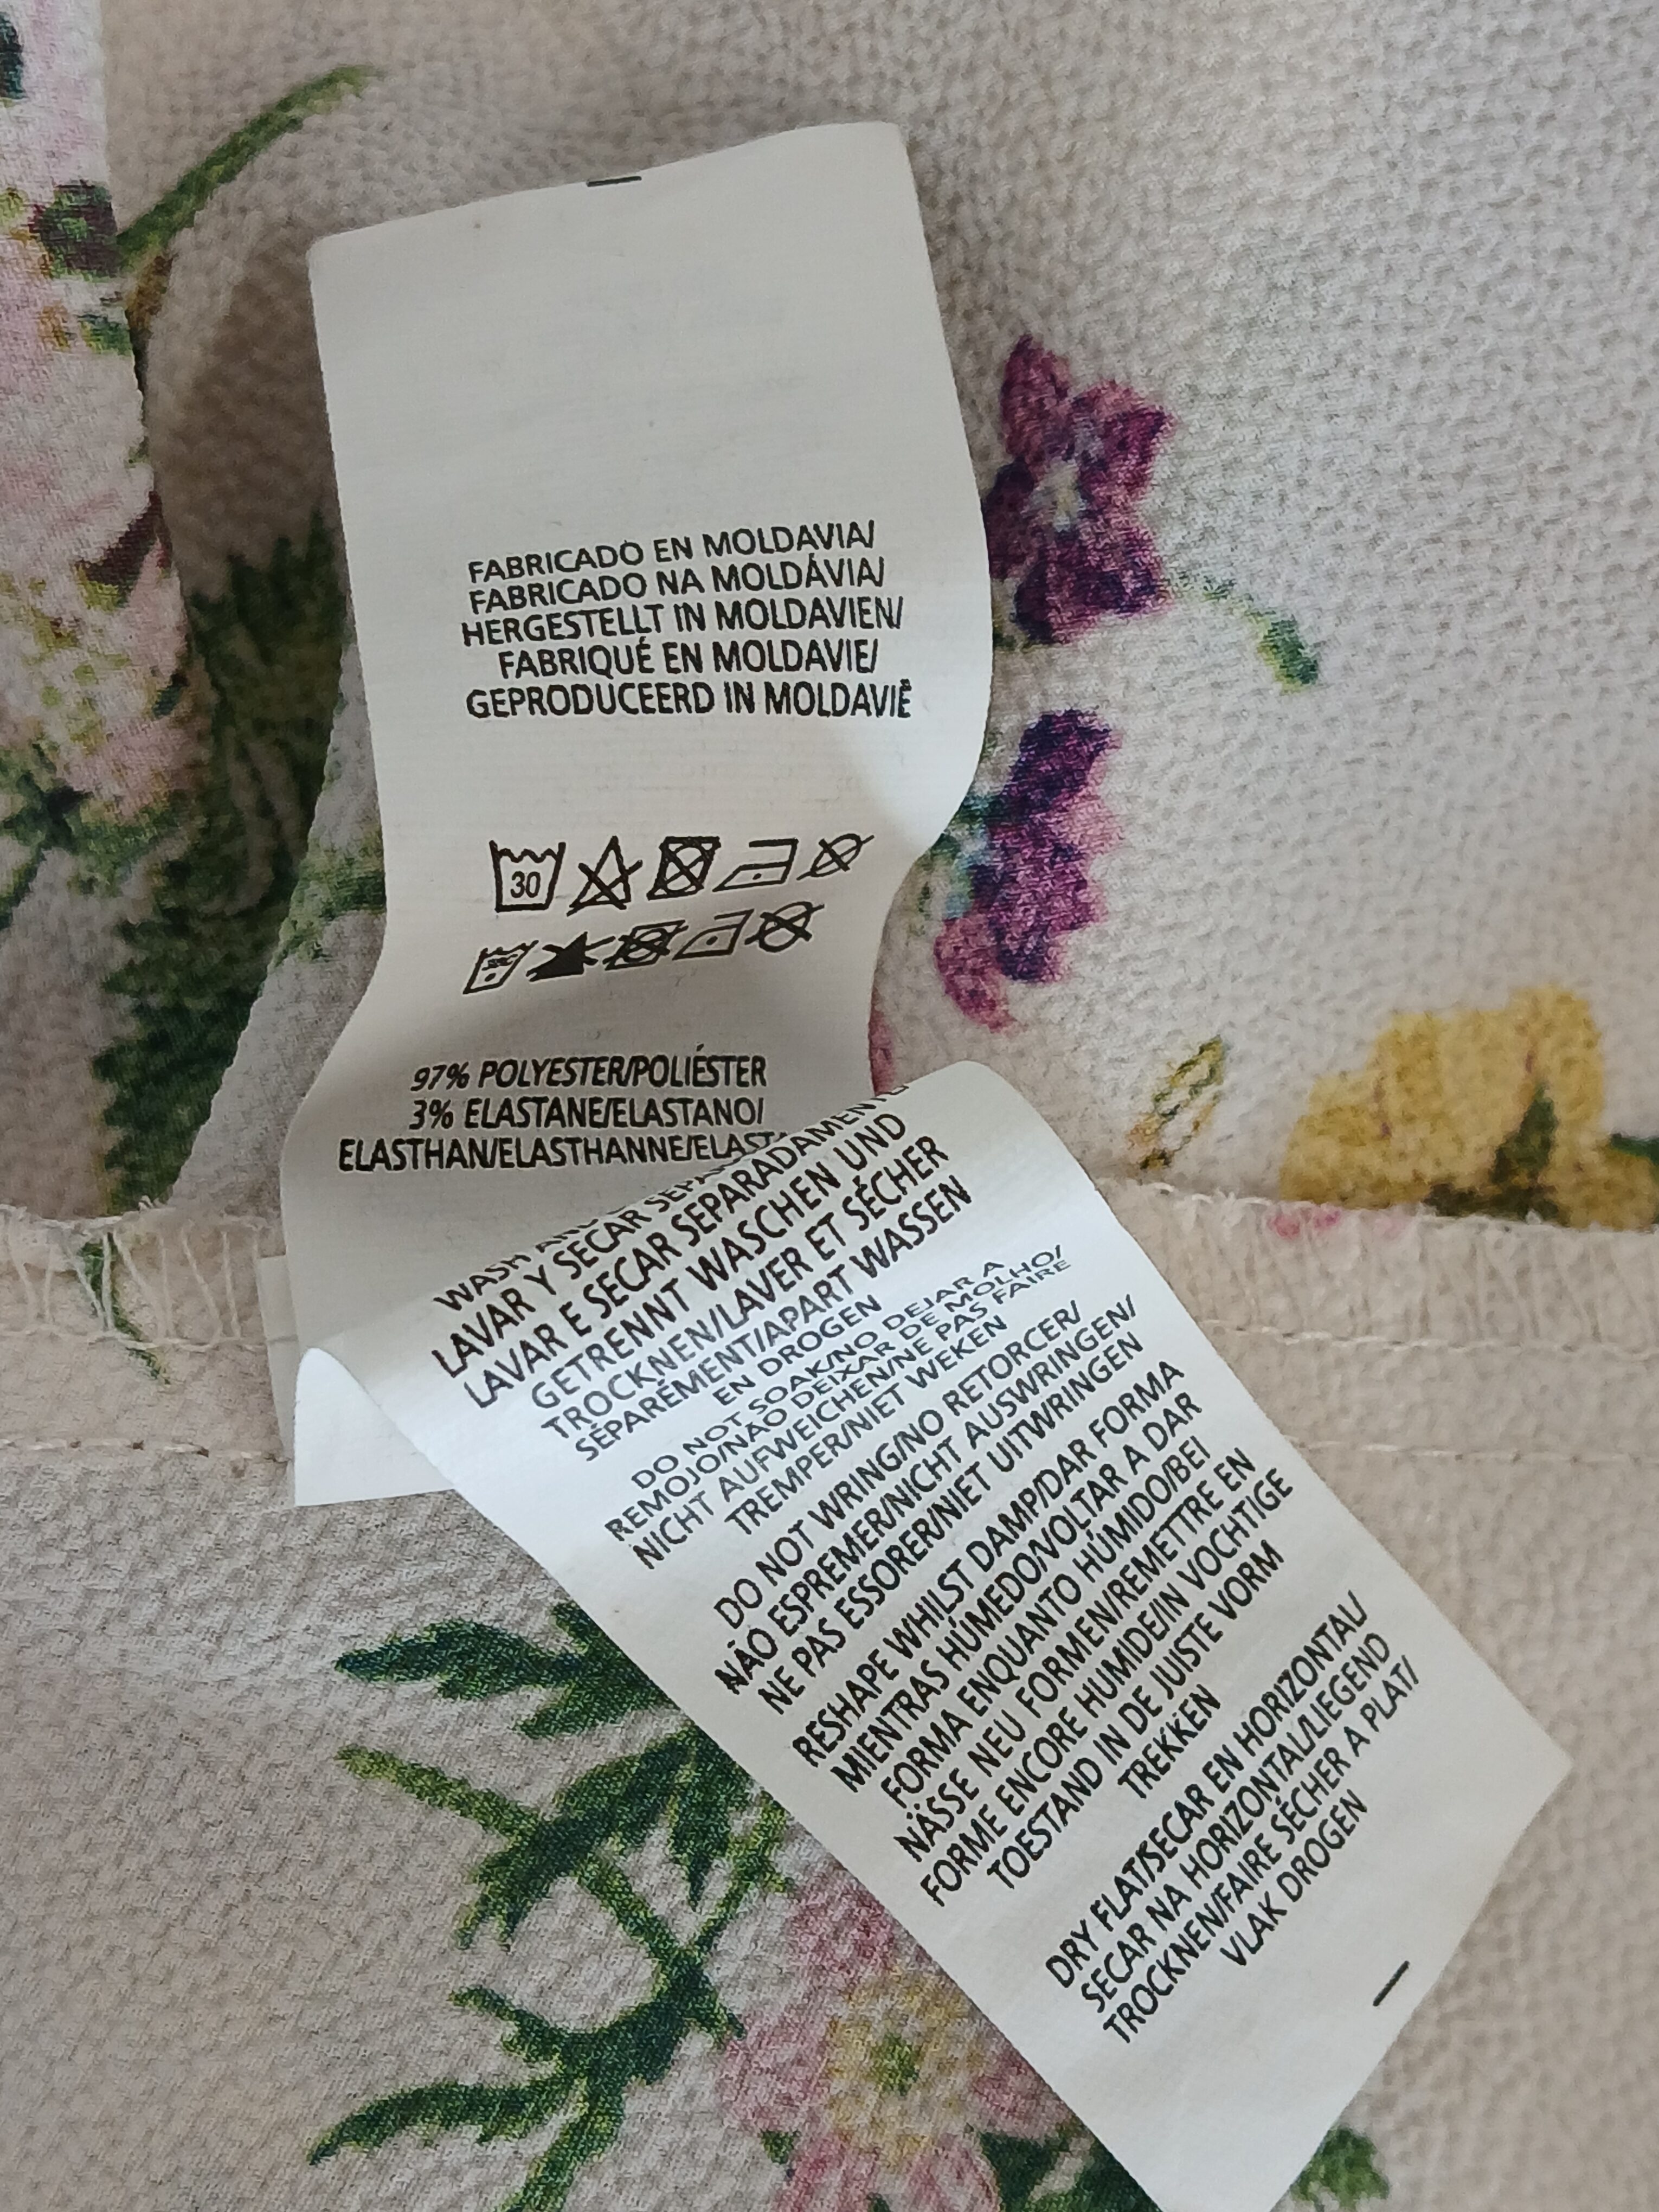 FABRICADO EN MOLDAVIA/
FABRICADO NA MOLDÁVIA/
HERGESTELLT IN MOLDAVIEN/
FABRIQUÉ EN MOLDAVIE/
GEPRODUCEERD IN MOLDAVIË
30
97% POLYESTER/POLIÉSTER
3% ELASTANE/ELASTANO/
ELASTHAN/ELASTHANNE/
WASH
LAVAR Y SECAR
LAVAR E SECAR SEPARADAMENTE
GETRENNT WASCHEN UND
TROCKNEN/LAVER ET SÉCHER
SÉPARÉMENT/APART WASSEN
EN DROGEN
DO NOT SOAK/NO DEJAR A
REMOJO/NÃO DEIXAR DE MOLHO/
NICHT AUFWEICHEN/NE PAS FAIRE
TREMPER/NIET WEKEN
DO NOT WRING/NO RETORCER/
NÃO ESPREMER/NICHT AUSWRINGEN/
NE PAS ESSORER/NIET UITWRINGEN
RESHAPE WHILST DAMP/DAR FORMA
MIENTRAS HÚMEDO/VOLTAR A DAR
FORMA ENQUANTO HÚMIDO/BEI
NÄSSE NEU FORMEN/REMETTRE EN
FORME ENCORE HUMIDE/IN VOCHTIGE
TOESTAND IN DE JUISTE VORM
TREKKEN
DRY FLAT/SECAR EN HORIZONTAL/
SECAR NA HORIZONTAL/LIEGEND
TROCKNEN/FAIRE SÉCHER A PLAT/
VLAK DROGEN